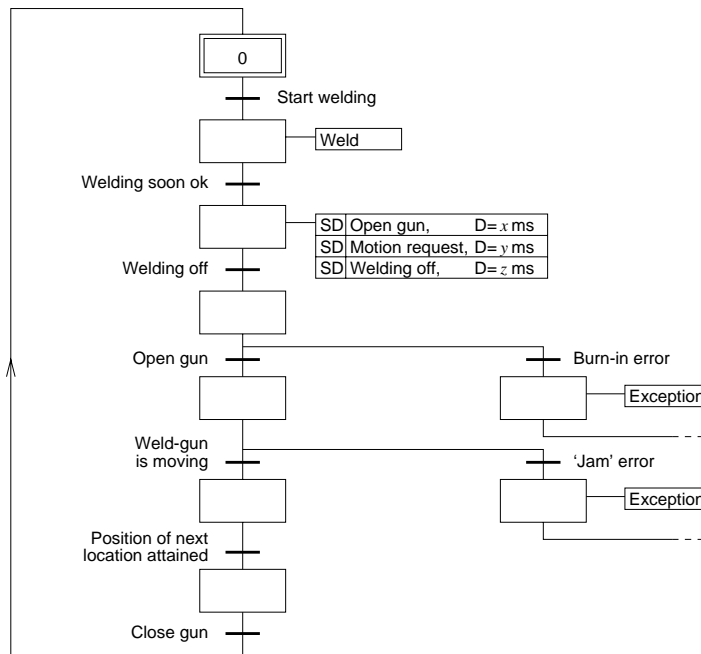 0
Start welding
Weld
Welding soon ok
SD Open gun, D= x ms
SD Motion request, D= y ms
SD Welding off, D= z ms
Welding off
Open gun
Burn-in error
Exception
Weld-gun
is moving
‘Jam’ error
Exception
Position of next
location attained
Close gun